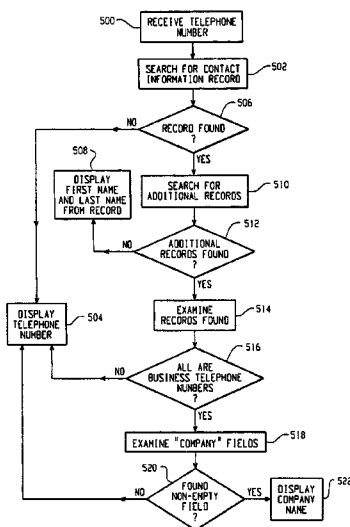 500
RECEIVE TELEPHONE
NUMBER
SEARCH FOR CONTACT
INFORMATION RECORD
502
506
RECORD FOUND
?
NO
YES
508
DISPLAY
FIRST NAME
AND LAST NAME
FROM RECORD
SEARCH FOR
ADDITIONAL RECORDS
510
512
ADDITIONAL
RECORDS FOUND
?
NO
YES
EXAMINE
RECORDS FOUND
514
DISPLAY
TELEPHONE
NUMBER
504
516
ALL ARE
BUSINESS TELEPHONE
NUNBERS
?
NO
YES
EXAMINE "COMPANY" FIELDS
518
520
FOUND
NON-EMPTY
FIELD
?
NO
YES
DISPLAY
COMPANY
NAME
522